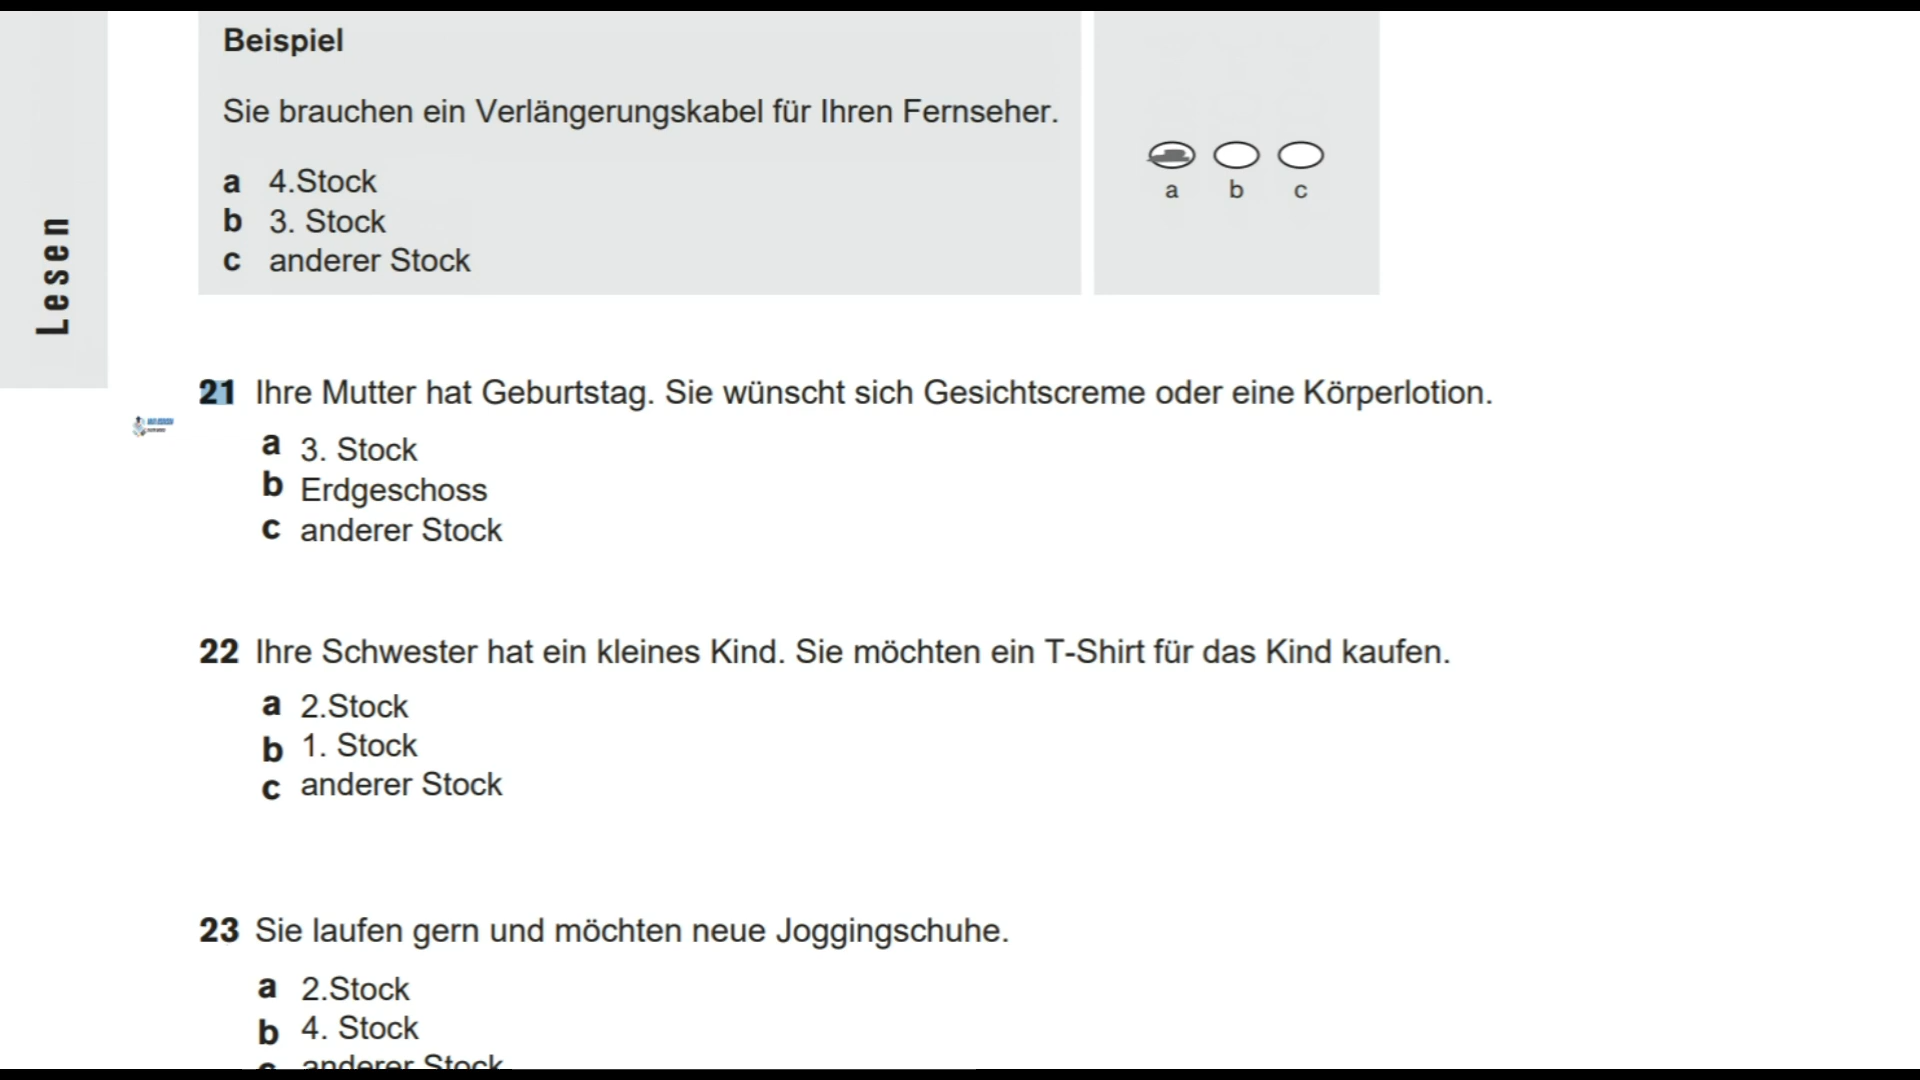 Beispiel
Sie brauchen ein Verlängerungskabel für Ihren Fernseher.
a 4.Stock
b 3. Stock
c anderer Stock
a b c
Lesen
21 Ihre Mutter hat Geburtstag. Sie wünscht sich Gesichtscreme oder eine Körperlotion.
a 3. Stock
b Erdgeschoss
c anderer Stock
22 Ihre Schwester hat ein kleines Kind. Sie möchten ein T-Shirt für das Kind kaufen.
a 2.Stock
b 1. Stock
c anderer Stock
23 Sie laufen gern und möchten neue Joggingschuhe.
a 2.Stock
b 4. Stock
c anderer Stock